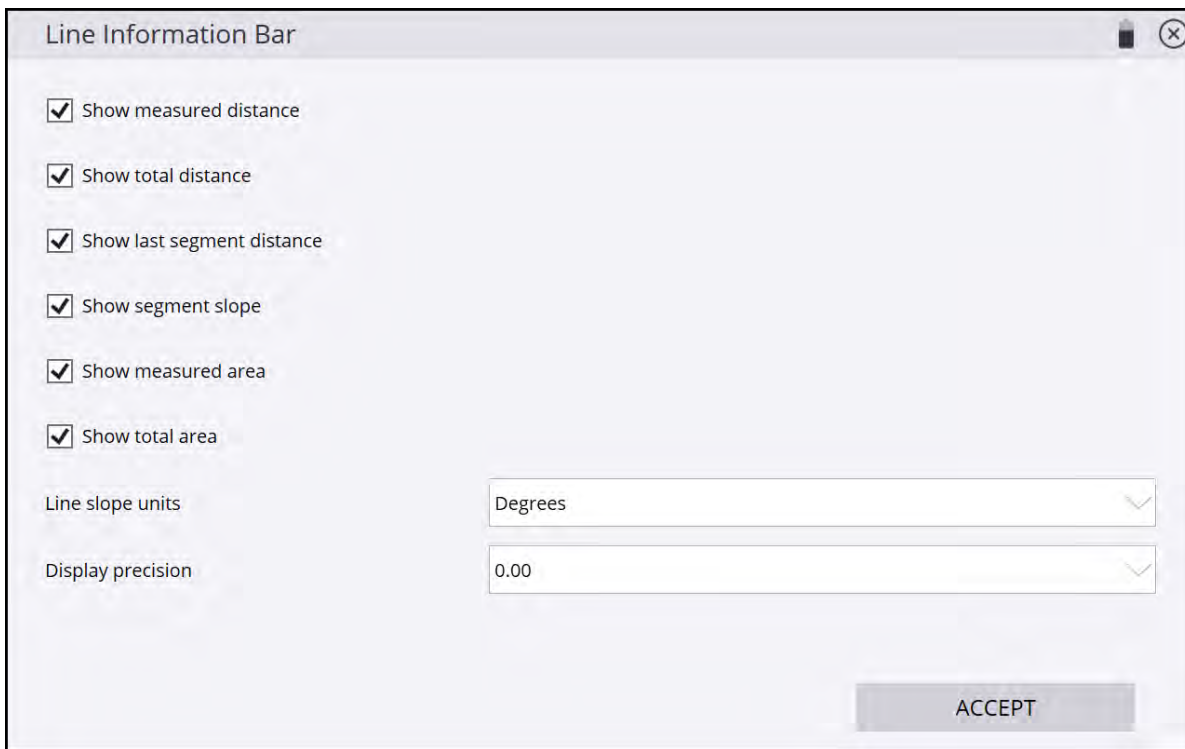 Line Information Bar
Show measured distance
Show total distance
Show last segment distance
Show segment slope
Show measured area
Show total area
Line slope units
Degrees
Display precision
0.00
ACCEPT